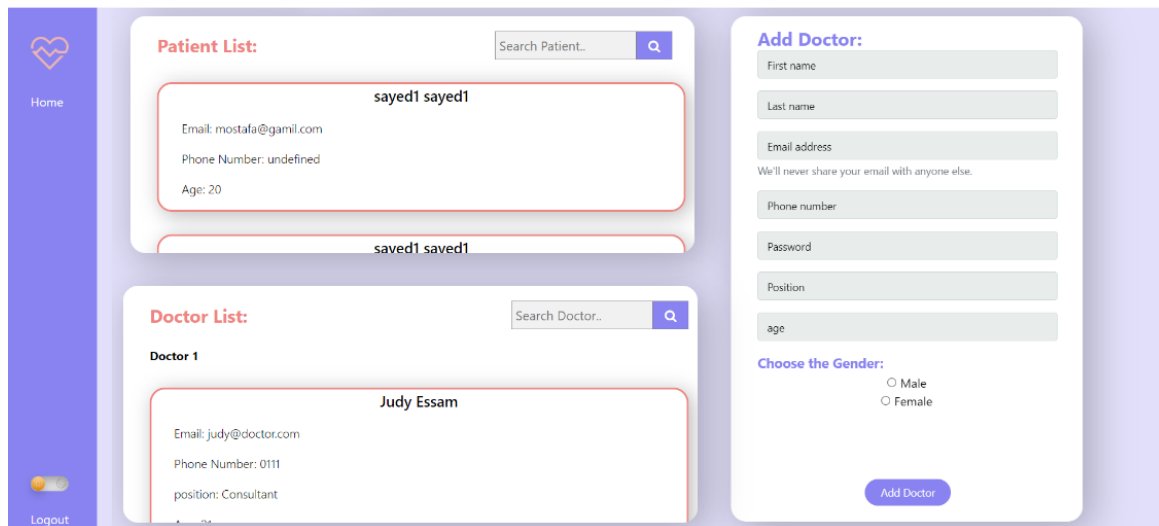 Home
Logout
Patient List:
Search Patient..
sayed1 sayed1
Email: mostafa@gamil.com
Phone Number: undefined
Age: 20
sayed1 sayed1
Doctor List:
Search Doctor..
Doctor 1
Judy Essam
Email: judy@doctor.com
Phone Number: 0111
position: Consultant
Add Doctor:
First name
Last name
Email address
We'll never share your email with anyone else.
Phone number
Password
Position
age
Choose the Gender:
Male
Female
Add Doctor